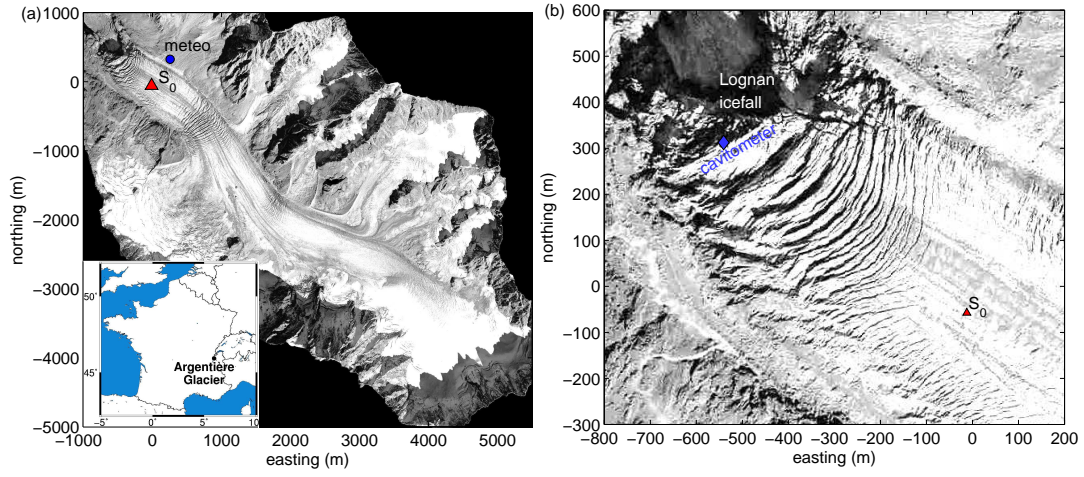 (a)
1000
0
−1000
−2000
−3000
−4000
−5000
northing (m)
meteo
S0
50˚
45˚
−5˚
0˚
5˚
10
Argentière
Glacier
−1000
0
1000
2000
3000
4000
5000
easting (m)
(b)
600
500
400
300
200
100
0
−100
−200
−300
northing (m)
Lognan
icefall
cavitometer
S0
−800
−700
−600
−500
−400
−300
−200
−100
0
100
200
easting (m)